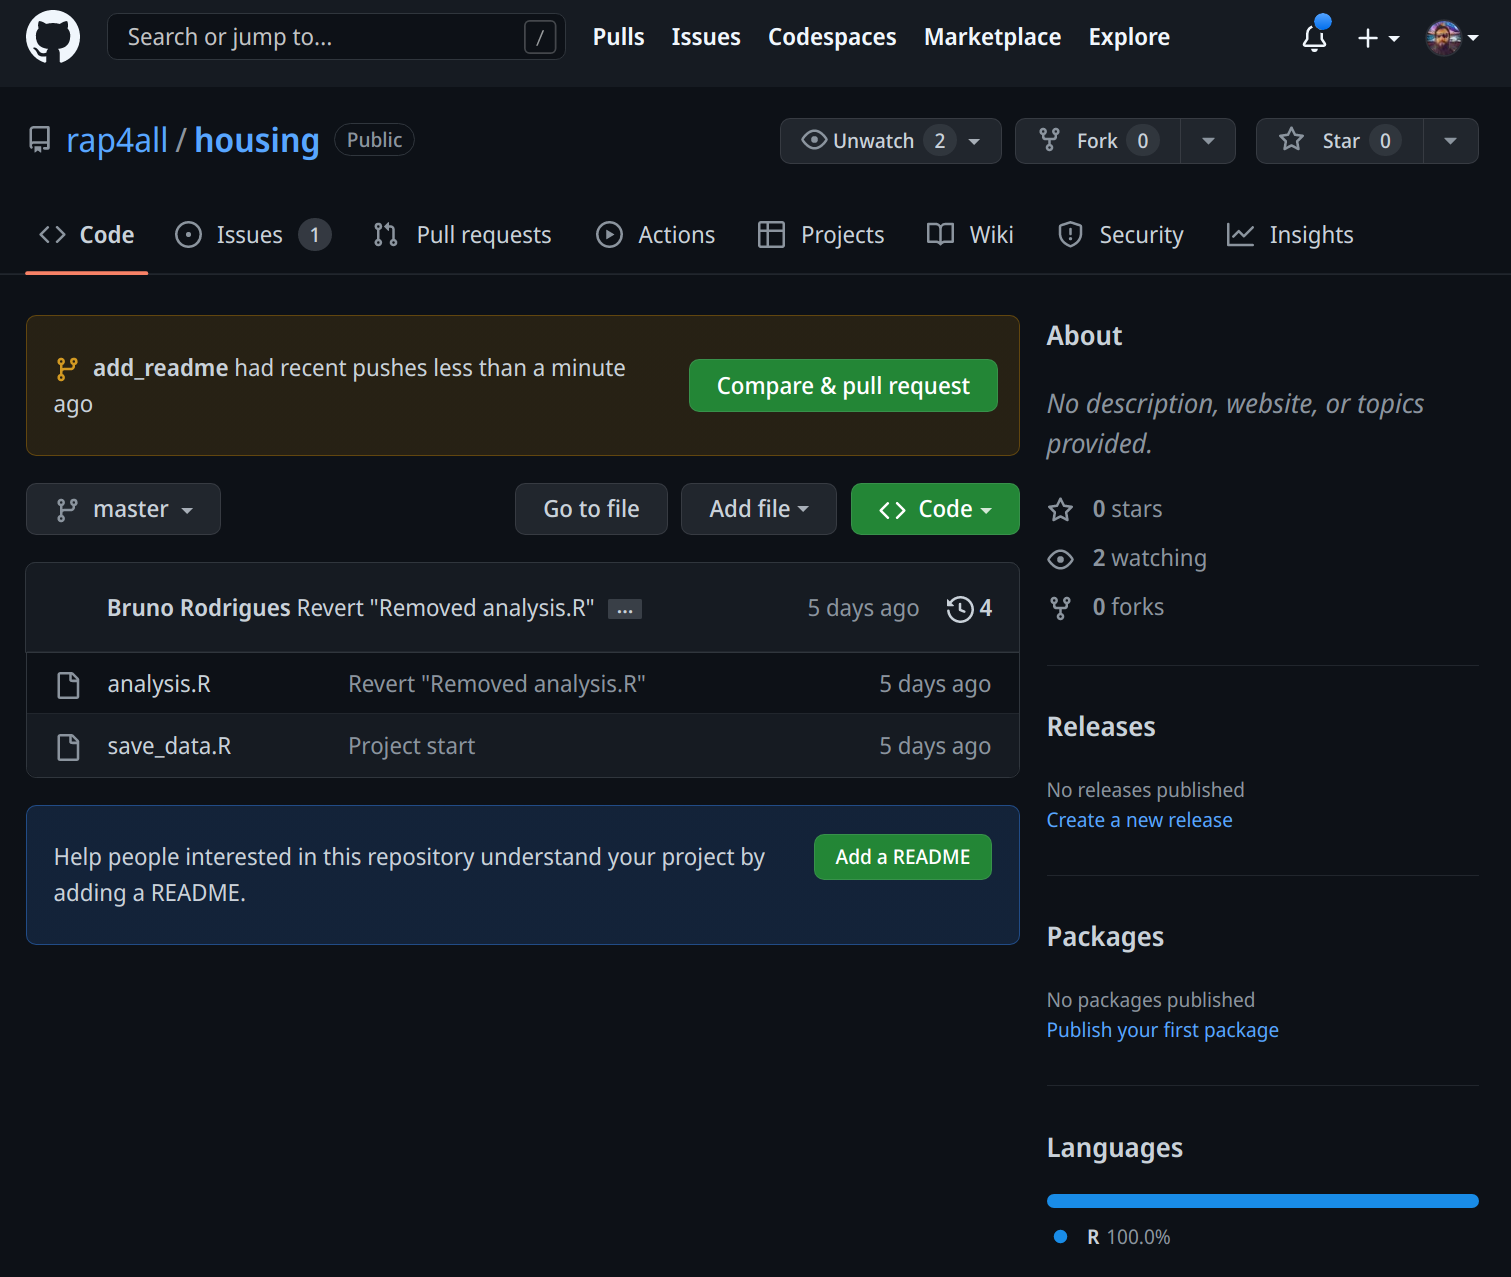 Search or jump to... /
Pulls Issues Codespaces Marketplace Explore
rap4all / housing Public
Unwatch 2 Fork 0 Star 0
Code Issues 1 Pull requests Actions Projects Wiki Security Insights
add_readme had recent pushes less than a minute
ago
Compare & pull request
master Go to file Add file Code
Bruno Rodrigues Revert "Removed analysis.R" ... 5 days ago 4
analysis.R Revert "Removed analysis.R" 5 days ago
save_data.R Project start 5 days ago
Help people interested in this repository understand your project by
adding a README.
Add a README
About
No description, website, or topics
provided.
0 stars
2 watching
0 forks
Releases
No releases published
Create a new release
Packages
No packages published
Publish your first package
Languages
R 100.0%